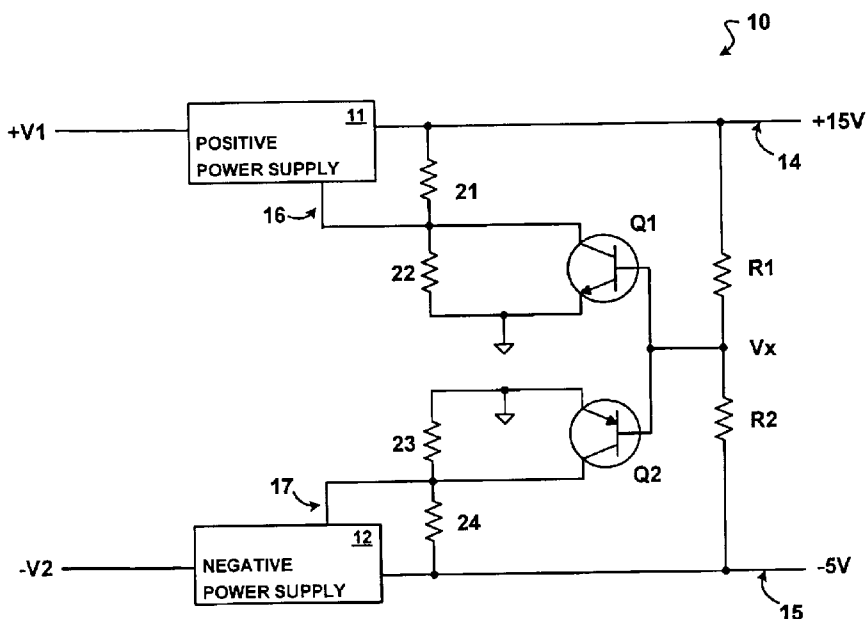 10
+V1
11
POSITIVE
POWER SUPPLY
+15V
14
16
21
Q1
22
R1
Vx
23
R2
17
Q2
24
12
-V2
NEGATIVE
POWER SUPPLY
-5V
15